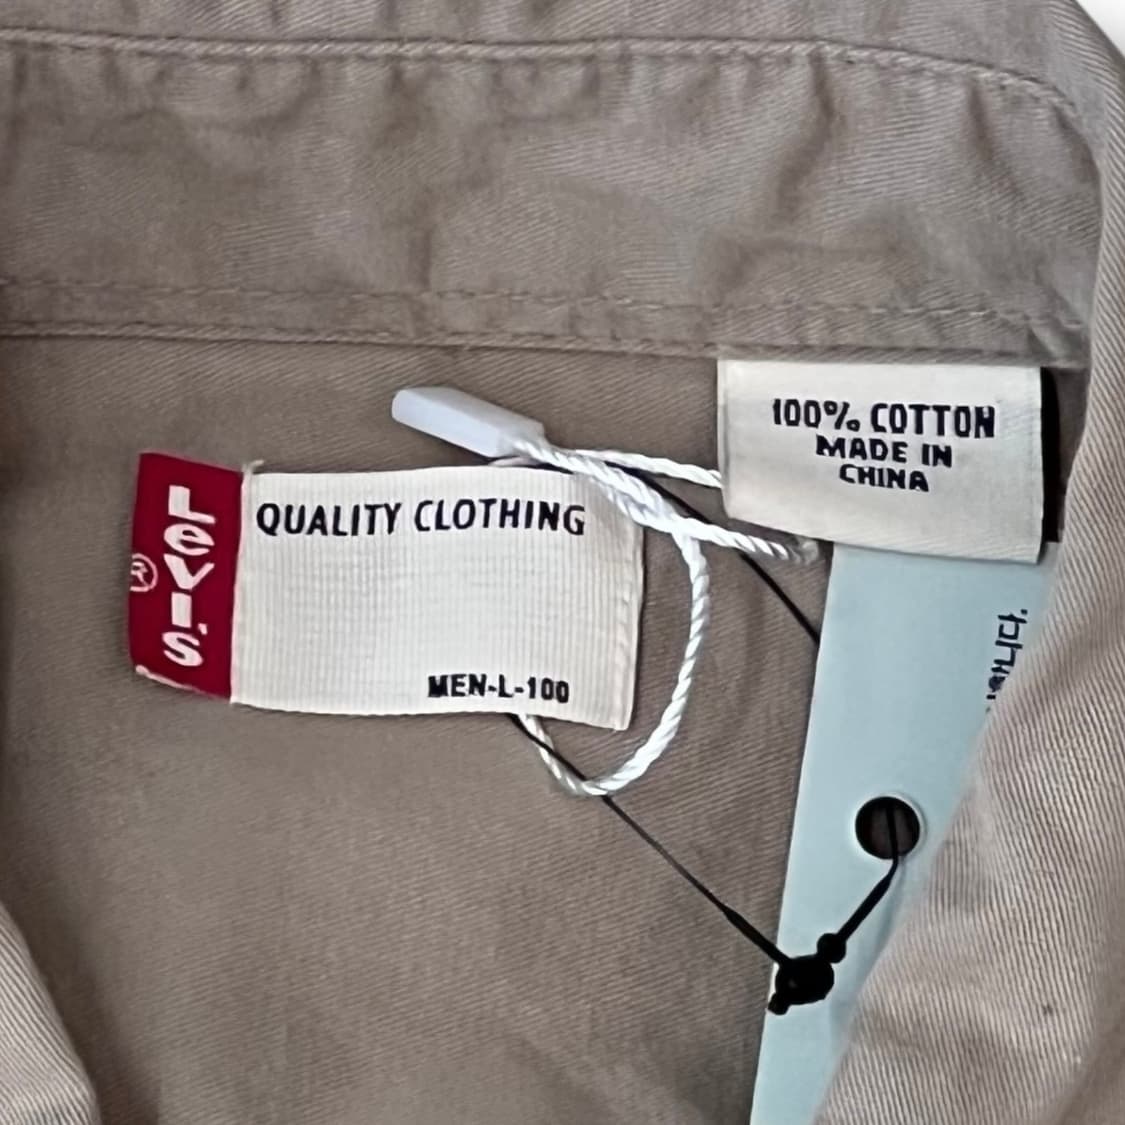 LEVI'S
®
QUALITY CLOTHING
MEN-L-100
100% COTTON
MADE IN
CHINA